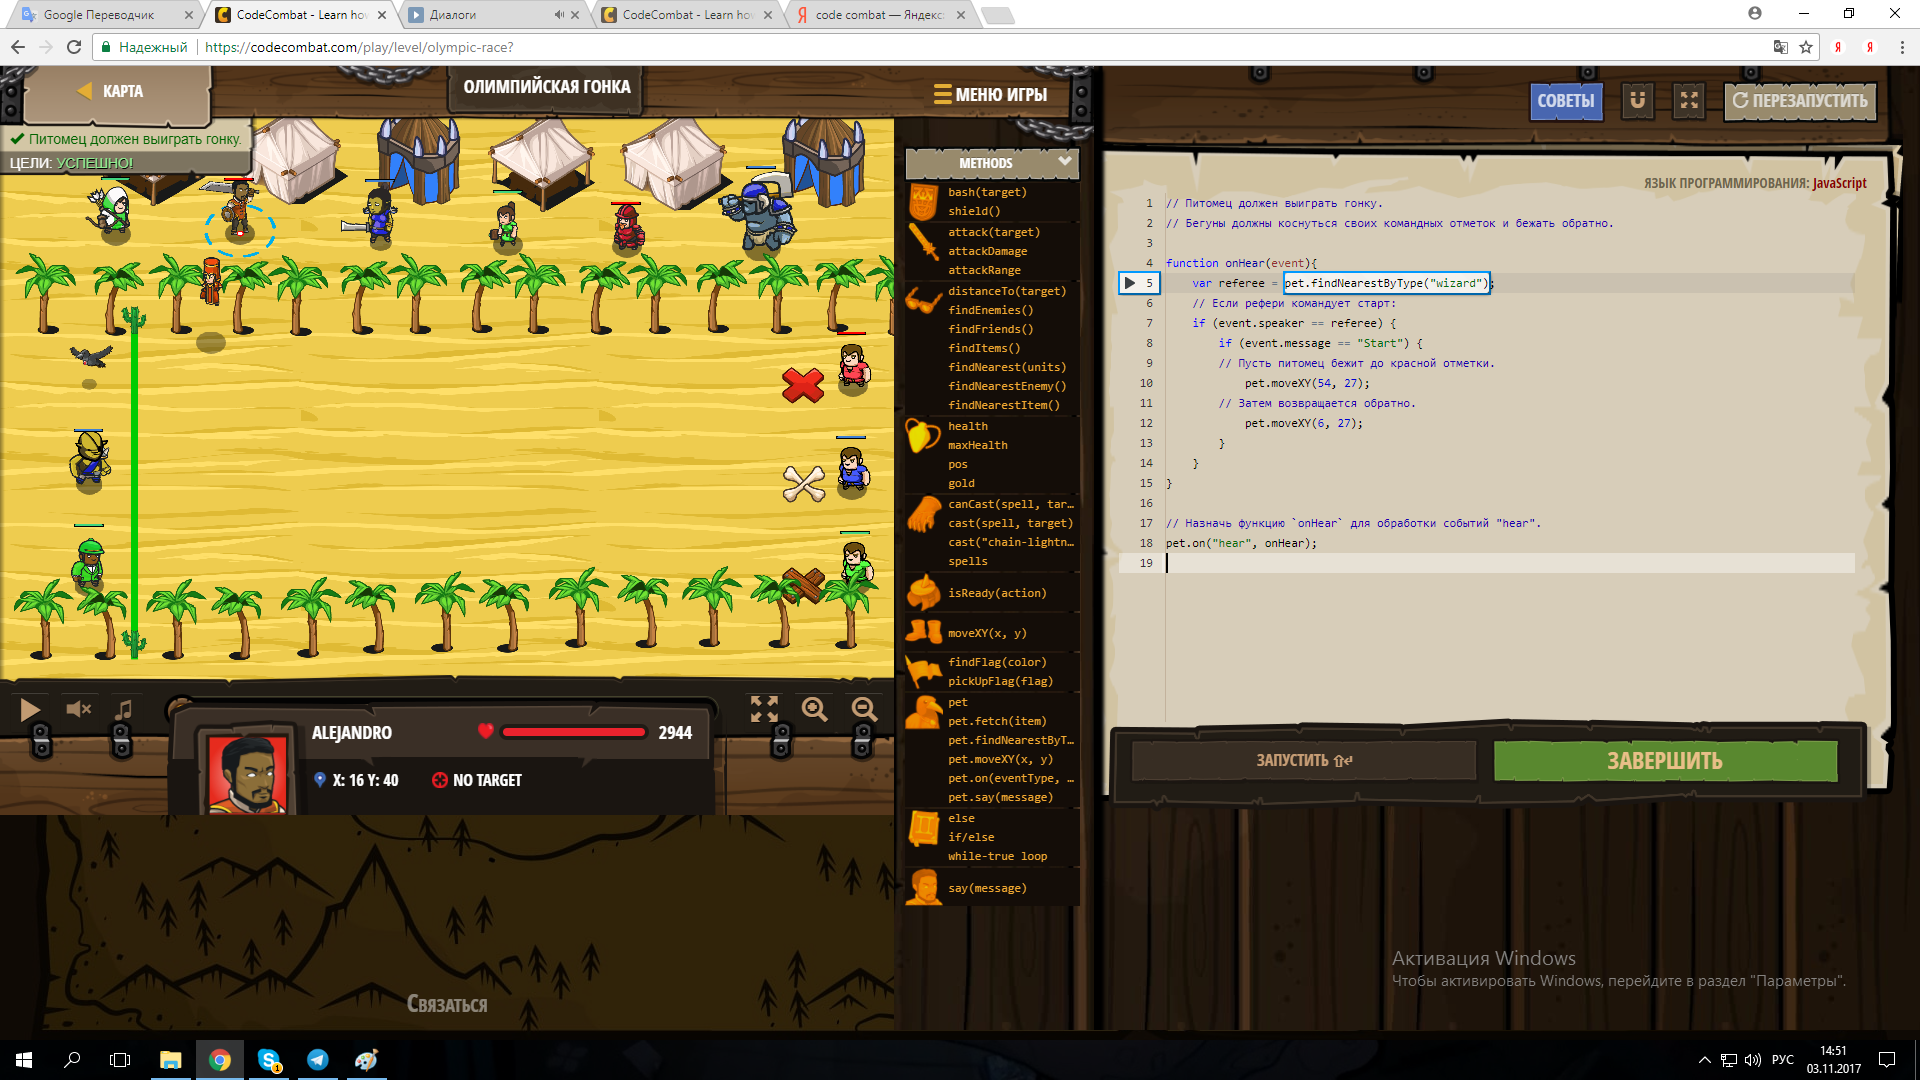 Google Переводчик
CodeCombat - Learn how
Диалоги
CodeCombat - Learn how
code combat — Яндекс:
Надежный
https://codecombat.com/play/level/olympic-race?
КАРТА
ОЛИМПИЙСКАЯ ГОНКА
МЕНЮ ИГРЫ
СОВЕТЫ
ПЕРЕЗАПУСТИТЬ
Питомец должен выиграть гонку.
ЦЕЛИ: УСПЕШНО!
METHODS
bash(target)
shield()
attack(target)
attackDamage
attackRange
distanceTo(target)
findEnemies()
findFriends()
findItems()
findNearest(units)
findNearestEnemy()
findNearestItem()
health
maxHealth
pos
gold
canCast(spell, tar…
cast(spell, target)
cast("chain-lightn…
spells
isReady(action)
moveXY(x, y)
findFlag(color)
pickUpFlag(flag)
pet
pet.fetch(item)
pet.findNearestByT…
pet.moveXY(x, y)
pet.on(eventType, …
pet.say(message)
else
if/else
while-true loop
say(message)
ЯЗЫК ПРОГРАММИРОВАНИЯ: JavaScript
1 // Питомец должен выиграть гонку.
2 // Бегуны должны коснуться своих командных отметок и бежать обратно.
3
4 function onHear(event){
5 var referee = pet.findNearestByType("wizard");
6 // Если рефери командует старт:
7 if (event.speaker == referee) {
8 if (event.message == "Start") {
9 // Пусть питомец бежит до красной отметки.
10 pet.moveXY(54, 27);
11 // Затем возвращается обратно.
12 pet.moveXY(6, 27);
13 }
14 }
15 }
16
17 // Назначь функцию `onHear` для обработки событий "hear".
18 pet.on("hear", onHear);
19
ЗАПУСТИТЬ
ЗАВЕРШИТЬ
ALEJANDRO
2944
X: 16 Y: 40
NO TARGET
Связаться
Активация Windows
Чтобы активировать Windows, перейдите в раздел "Параметры".
1
РУС
14:51
03.11.2017